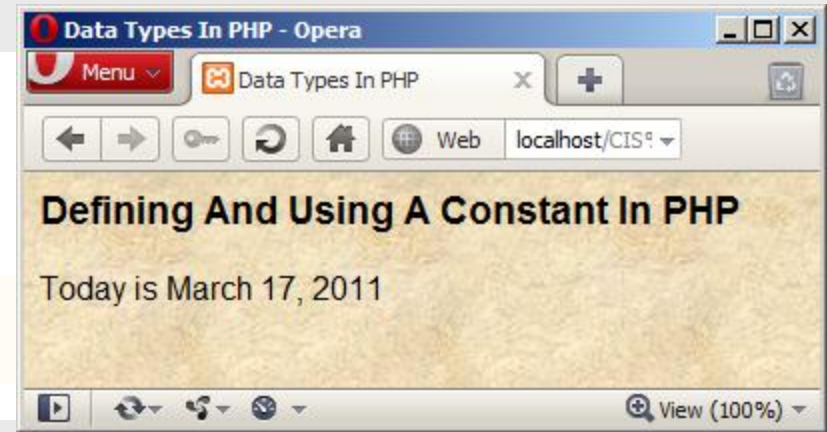 Data Types In PHP - Opera
Menu
Data Types In PHP
Web
localhost/CIS
Defining And Using A Constant In PHP
Today is March 17, 2011
View (100%)